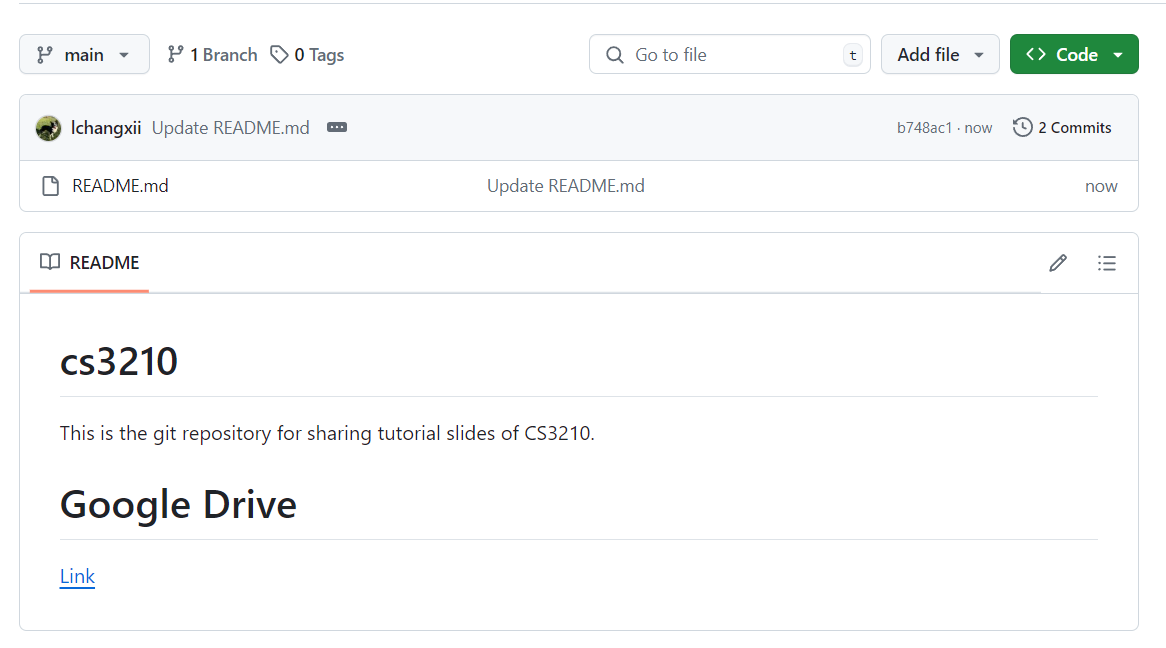 main 1 Branch 0 Tags Go to file t Add file Code
lchangxii Update README.md b748ac1 · now 2 Commits
README.md Update README.md now
README
cs3210
This is the git repository for sharing tutorial slides of CS3210.
Google Drive
Link